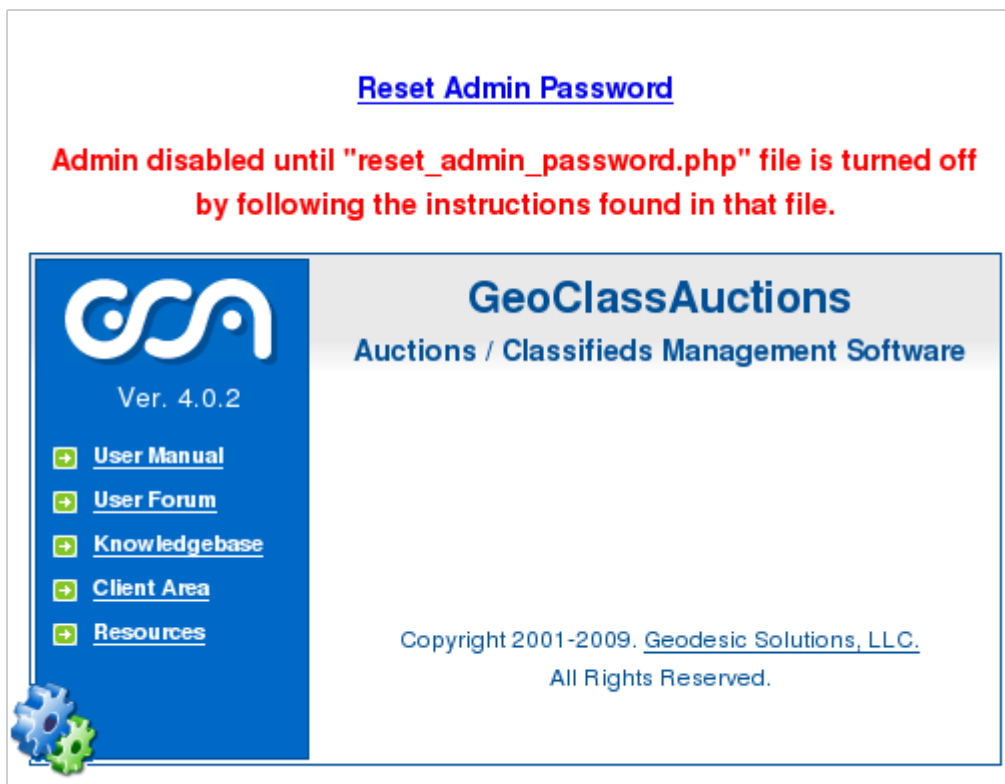 Reset Admin Password
Admin disabled until "reset_admin_password.php" file is turned off
by following the instructions found in that file.
GCA
Ver. 4.0.2
User Manual
User Forum
Knowledgebase
Client Area
Resources
GeoClassAuctions
Auctions / Classifieds Management Software
Copyright 2001-2009. Geodesic Solutions, LLC.
All Rights Reserved.